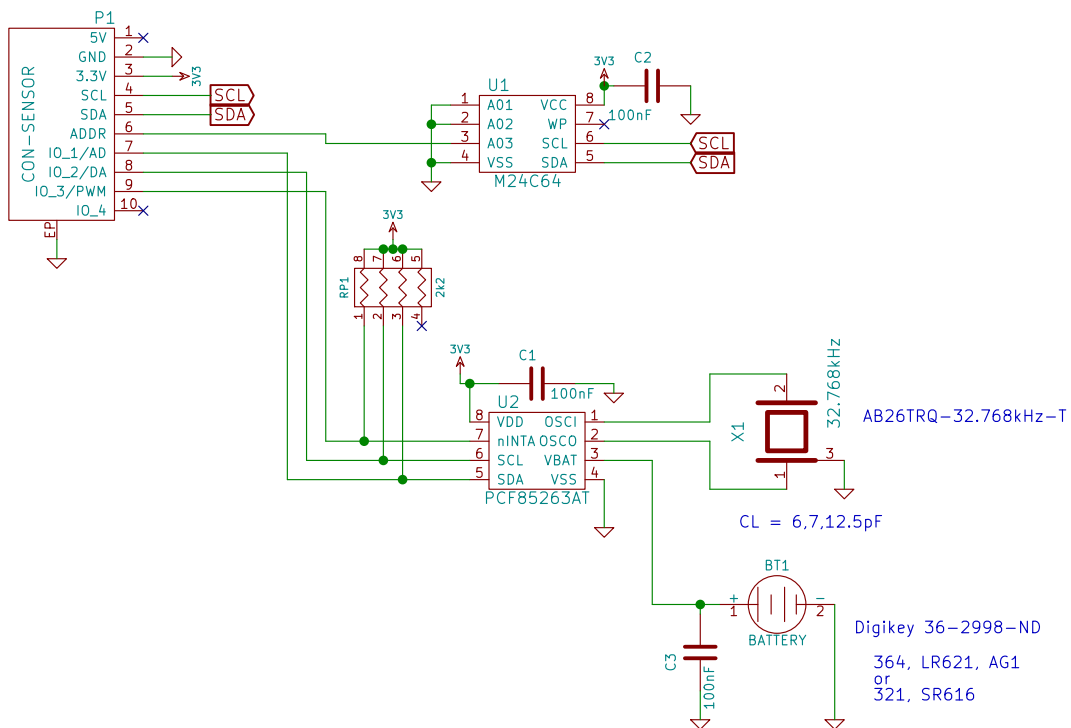 P1
CON-SENSOR
5V 1
GND 2
3.3V 3
3V3
SCL 4
SCL
SDA 5
SDA
ADDR 6
IO_1/AD 7
IO_2/DA 8
IO_3/PWM 9
IO_4 10
EP
U1
1 A01 VCC 8
2 A02 WP 7
3 A03 SCL 6
4 VSS SDA 5
M24C64
3V3
C2
100nF
SCL
SDA
3V3
8 7 6 5
RP1
2k2
1 2 3 4
3V3
C1
100nF
U2
8 VDD OSCI 1
7 nINTA OSCO 2
6 SCL VBAT 3
5 SDA VSS 4
PCF85263AT
2
X1
32.768kHz
3
1
AB26TRQ-32.768kHz-T
CL = 6,7,12.5pF
BT1
+ −
1 2
BATTERY
C3
100nF
Digikey 36-2998-ND
364, LR621, AG1
or
321, SR616